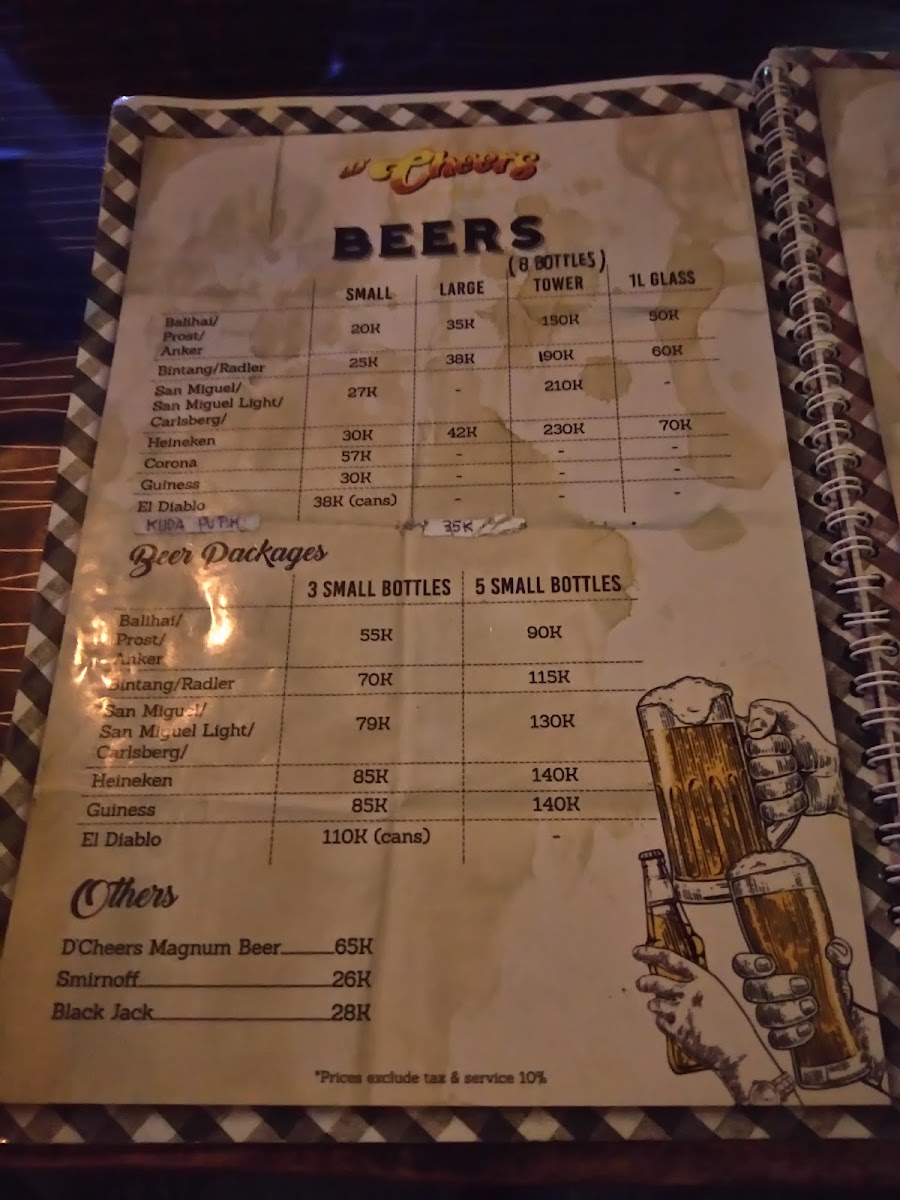 D'Cheers
BEERS
(8 BOTTLES)
SMALL LARGE TOWER 1L GLASS
Balihai/
Prost/ 20K 35K 150K 50K
Anker
Bintang/Radler 25K 38K 190K 60K
San Miguel/
San Miguel Light/ 27K - 210K -
Carlsberg/
Heineken 30K 42K 230K 70K
Corona 57K - - -
Guiness 30K - - -
El Diablo 38K (cans) - - -
KUDA PUTIH 35K
Beer Packages
3 SMALL BOTTLES 5 SMALL BOTTLES
Balihai/
Prost/ 55K 90K
Anker
Bintang/Radler 70K 115K
San Miguel/
San Miguel Light/ 79K 130K
Carlsberg/
Heineken 85K 140K
Guiness 85K 140K
El Diablo 110K (cans) -
Others
D'Cheers Magnum Beer 65K
Smirnoff 26K
Black Jack 28K
*Prices exclude tax & service 10%